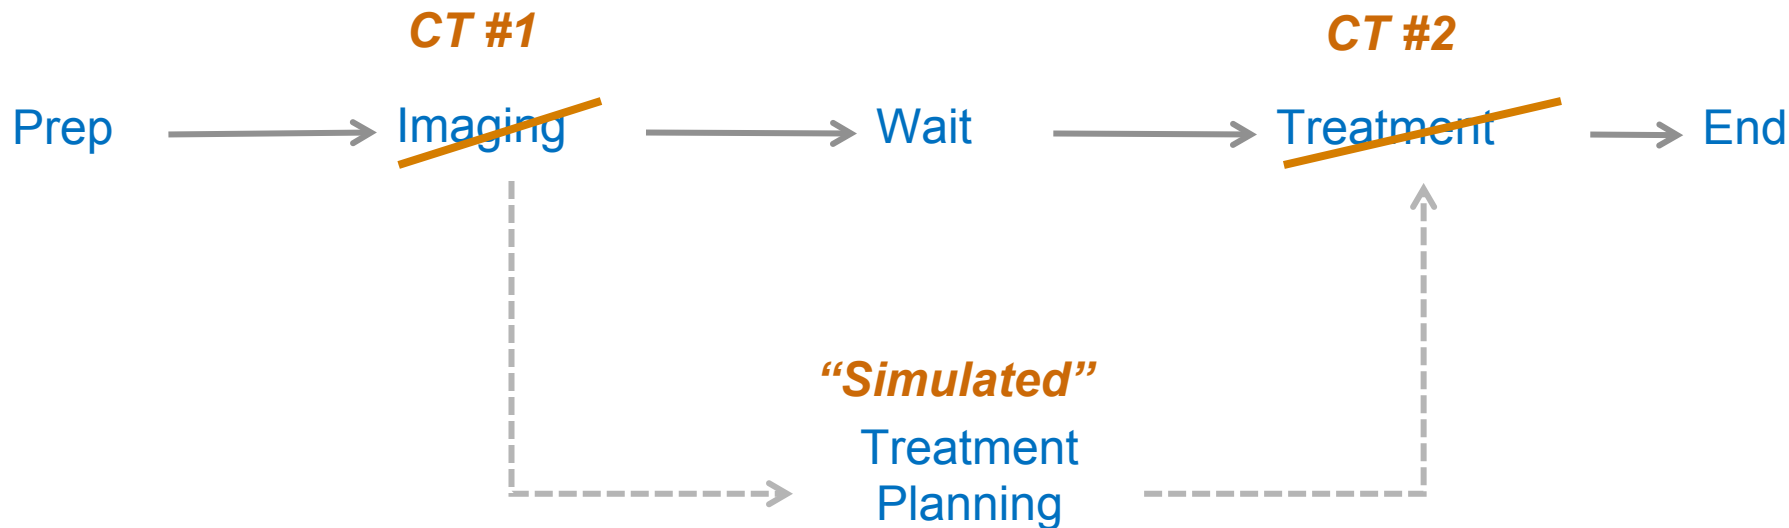 CT #1
CT #2
Prep
Imaging
Wait
Treatment
End
“Simulated”
Treatment
Planning